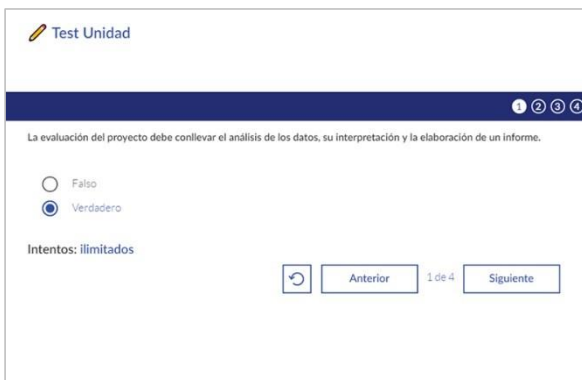 Test Unidad
1 2 3 4
La evaluación del proyecto debe conllevar el análisis de los datos, su interpretación y la elaboración de un informe.
Falso
Verdadero
Intentos: ilimitados
Anterior 1 de 4 Siguiente